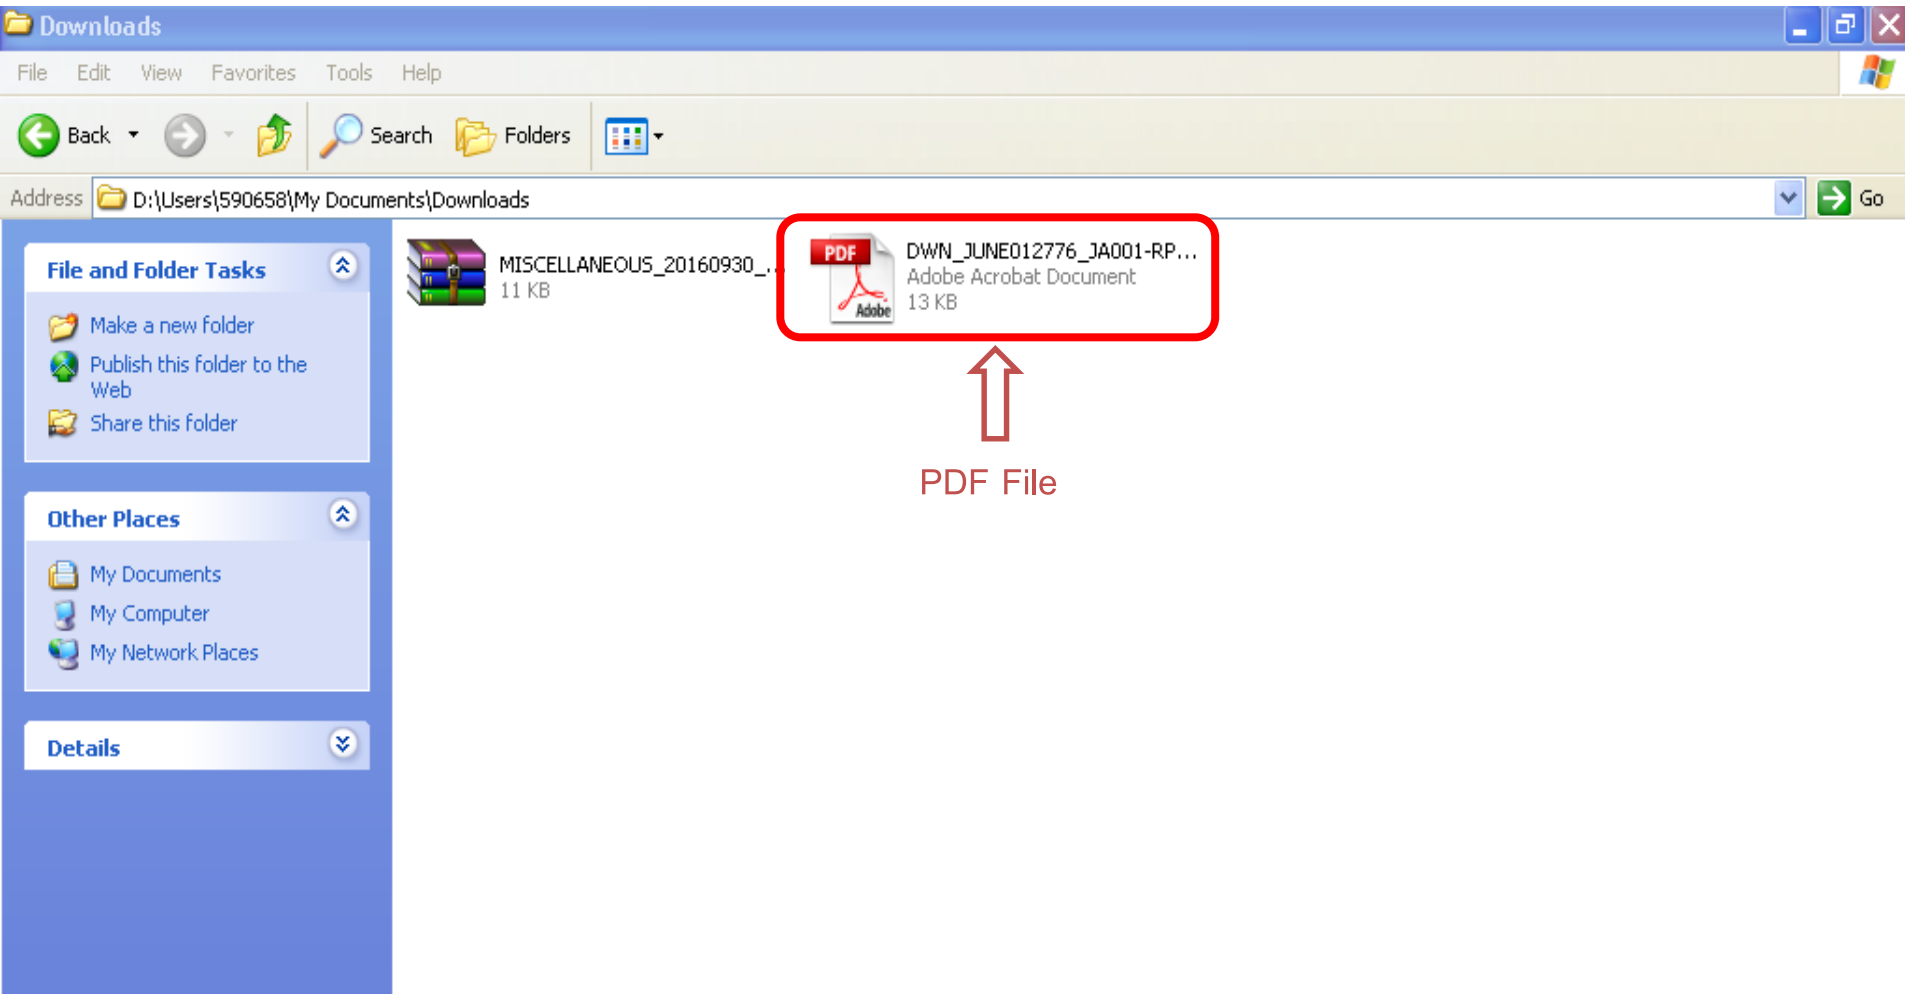 Downloads
File Edit View Favorites Tools Help
Back Search Folders
Address D:\Users\590658\My Documents\Downloads Go
File and Folder Tasks
Make a new folder
Publish this folder to the
Web
Share this folder
Other Places
My Documents
My Computer
My Network Places
Details
MISCELLANEOUS_20160930_...
11 KB
PDF
Adobe
DWN_JUNE012776_JA001-RP...
Adobe Acrobat Document
13 KB
PDF File